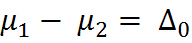 μ₁ − μ₂ = Δ₀